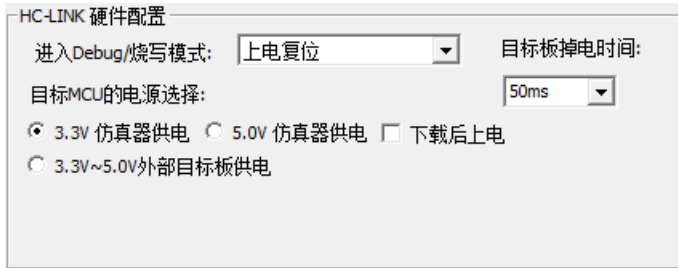 HC-LINK 硬件配置
进入Debug/烧写模式: 上电复位 目标板掉电时间:
目标MCU的电源选择: 50ms
3.3V 仿真器供电 5.0V 仿真器供电 下载后上电
3.3V~5.0V外部目标板供电